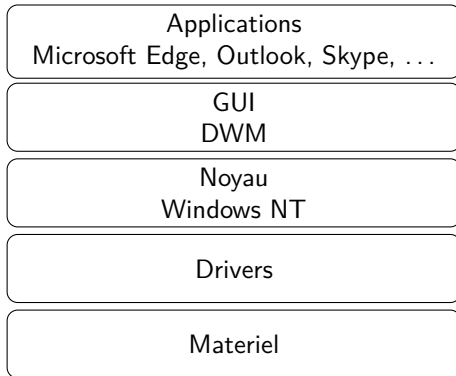 Applications
Microsoft Edge, Outlook, Skype, . . .
GUI
DWM
Noyau
Windows NT
Drivers
Materiel